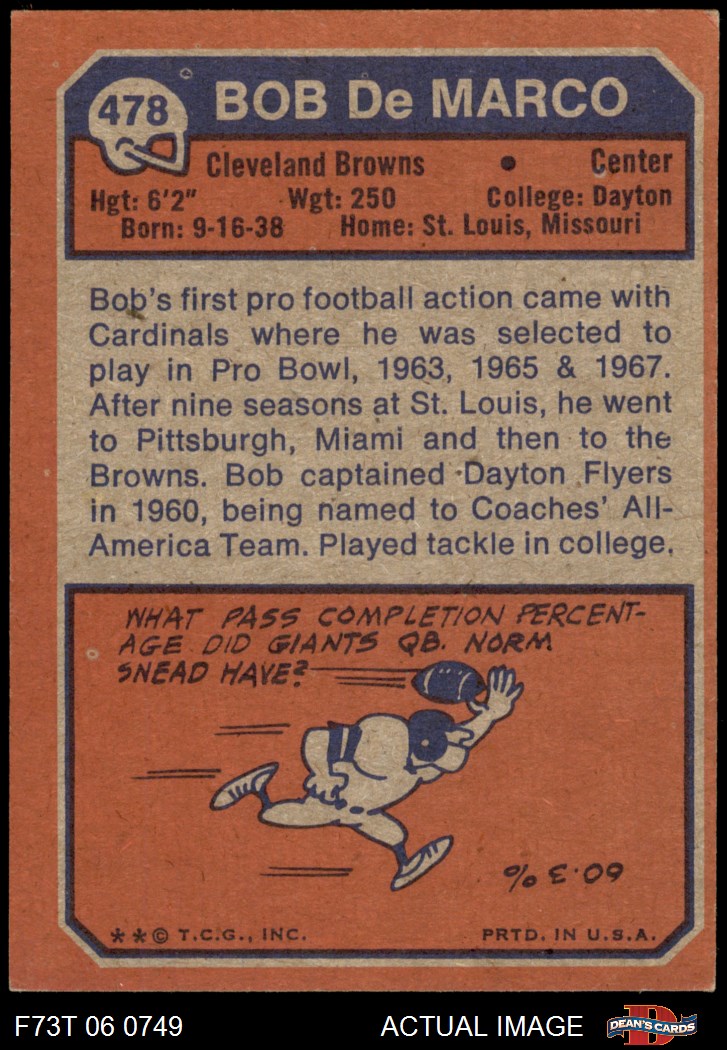 478
BOB De MARCO
Cleveland Browns • Center
Hgt: 6'2" Wgt: 250 College: Dayton
Born: 9-16-38 Home: St. Louis, Missouri
Bob's first pro football action came with
Cardinals where he was selected to
play in Pro Bowl, 1963, 1965 & 1967.
After nine seasons at St. Louis, he went
to Pittsburgh, Miami and then to the
Browns. Bob captained Dayton Flyers
in 1960, being named to Coaches' All-
America Team. Played tackle in college.
WHAT PASS COMPLETION PERCENT-
AGE DID GIANTS QB. NORM
SNEAD HAVE?
60.3%
**© T.C.G., INC. PRTD. IN U.S.A.
F73T 06 0749 ACTUAL IMAGE D DEAN'S CARDS